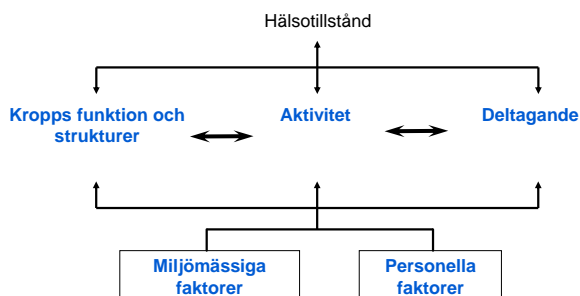 Hälsotillstånd
Kropps funktion och
strukturer
Aktivitet
Deltagande
Miljömässiga
faktorer
Personella
faktorer